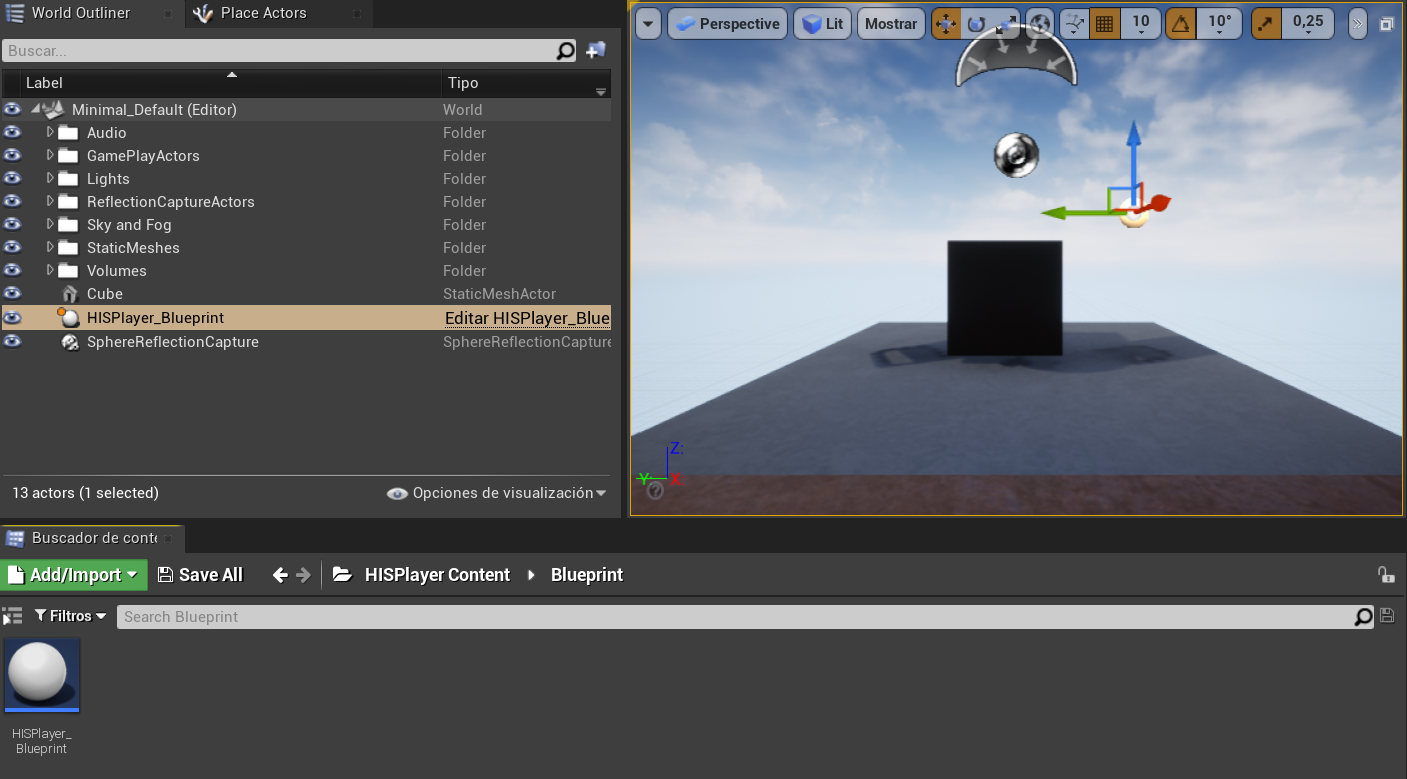 World Outliner
Place Actors
Buscar...
Label
Tipo
Minimal_Default (Editor)
World
Audio
Folder
GamePlayActors
Folder
Lights
Folder
ReflectionCaptureActors
Folder
Sky and Fog
Folder
StaticMeshes
Folder
Volumes
Folder
Cube
StaticMeshActor
HISPlayer_Blueprint
Editar HISPlayer_Blue
SphereReflectionCapture
SphereReflectionCapture
13 actors (1 selected)
Opciones de visualización
Perspective
Lit
Mostrar
10
10°
0,25
Z:
Y:
X:
?
Buscador de conte
Add/Import
Save All
HISPlayer Content
Blueprint
Filtros
Search Blueprint
HISPlayer_
Blueprint